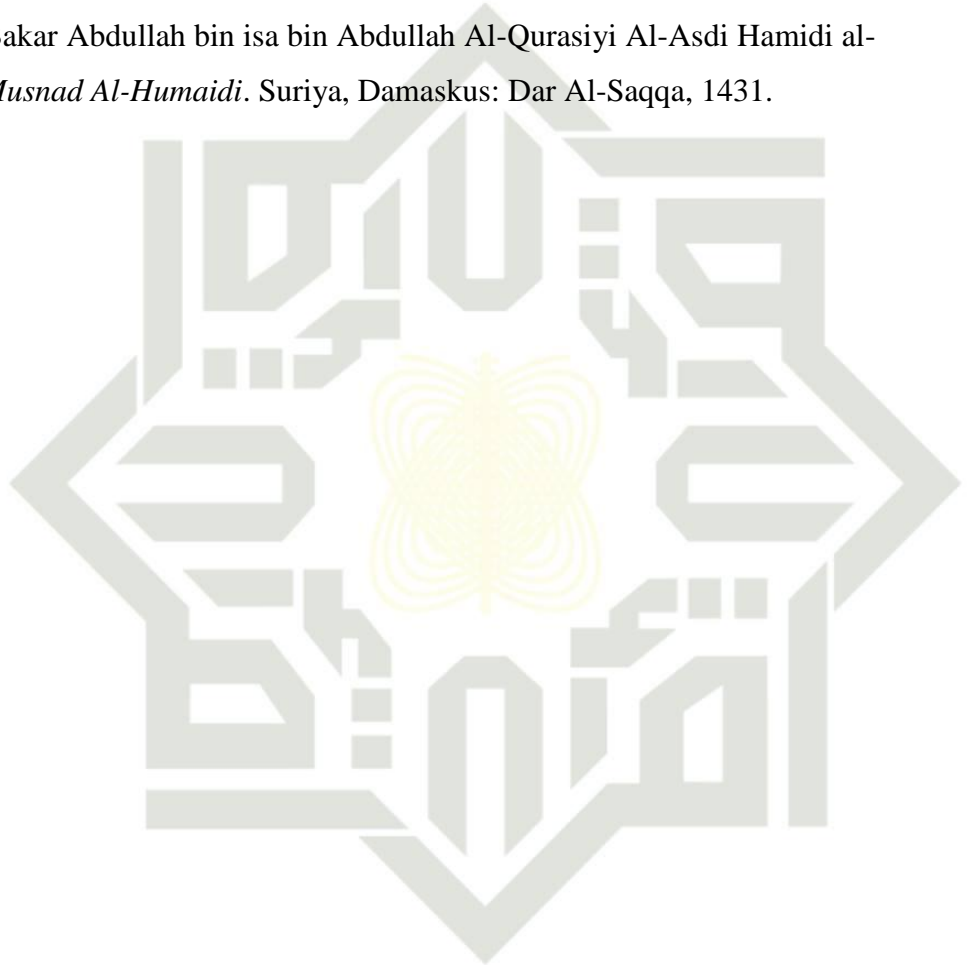 akar Abdullah bin isa bin Abdullah Al-Qurasiyi Al-Asdi Hamidi al-
Musnad Al-Humaidi. Suriya, Damaskus: Dar Al-Saqqa, 1431.